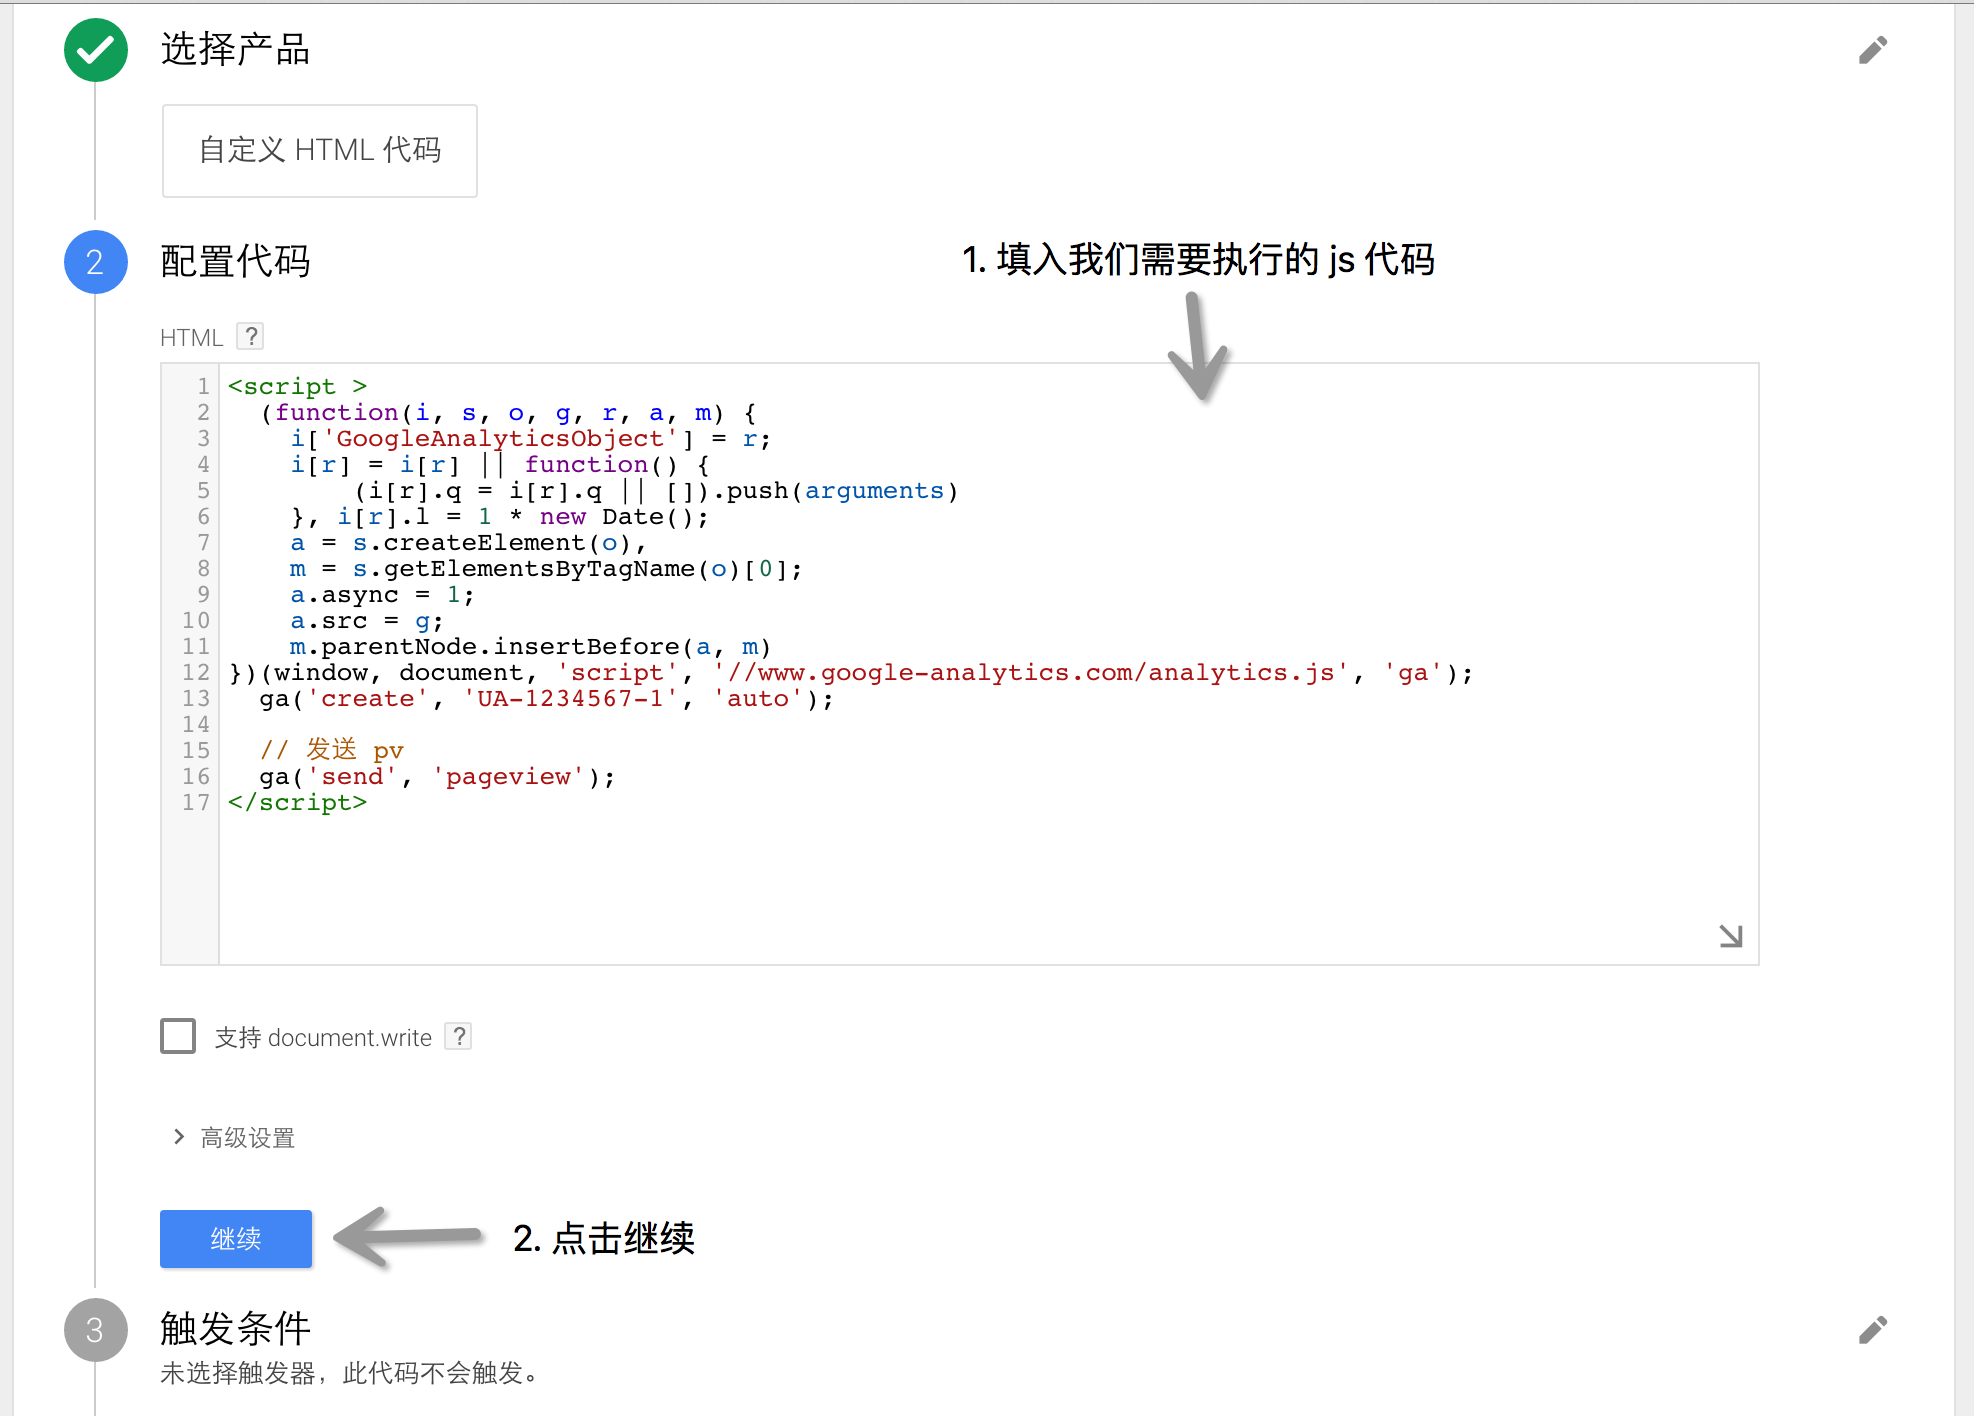 选择产品
自定义 HTML 代码
2 配置代码
1. 填入我们需要执行的 js 代码
HTML ?
1 <script >
2   (function(i, s, o, g, r, a, m) {
3     i['GoogleAnalyticsObject'] = r;
4     i[r] = i[r] || function() {
5         (i[r].q = i[r].q || []).push(arguments)
6     }, i[r].l = 1 * new Date();
7     a = s.createElement(o),
8     m = s.getElementsByTagName(o)[0];
9     a.async = 1;
10     a.src = g;
11     m.parentNode.insertBefore(a, m)
12 })(window, document, 'script', '//www.google-analytics.com/analytics.js', 'ga');
13   ga('create', 'UA-1234567-1', 'auto');
14
15   // 发送 pv
16   ga('send', 'pageview');
17 </script>
支持 document.write ?
高级设置
继续
2. 点击继续
3 触发条件
未选择触发器，此代码不会触发。